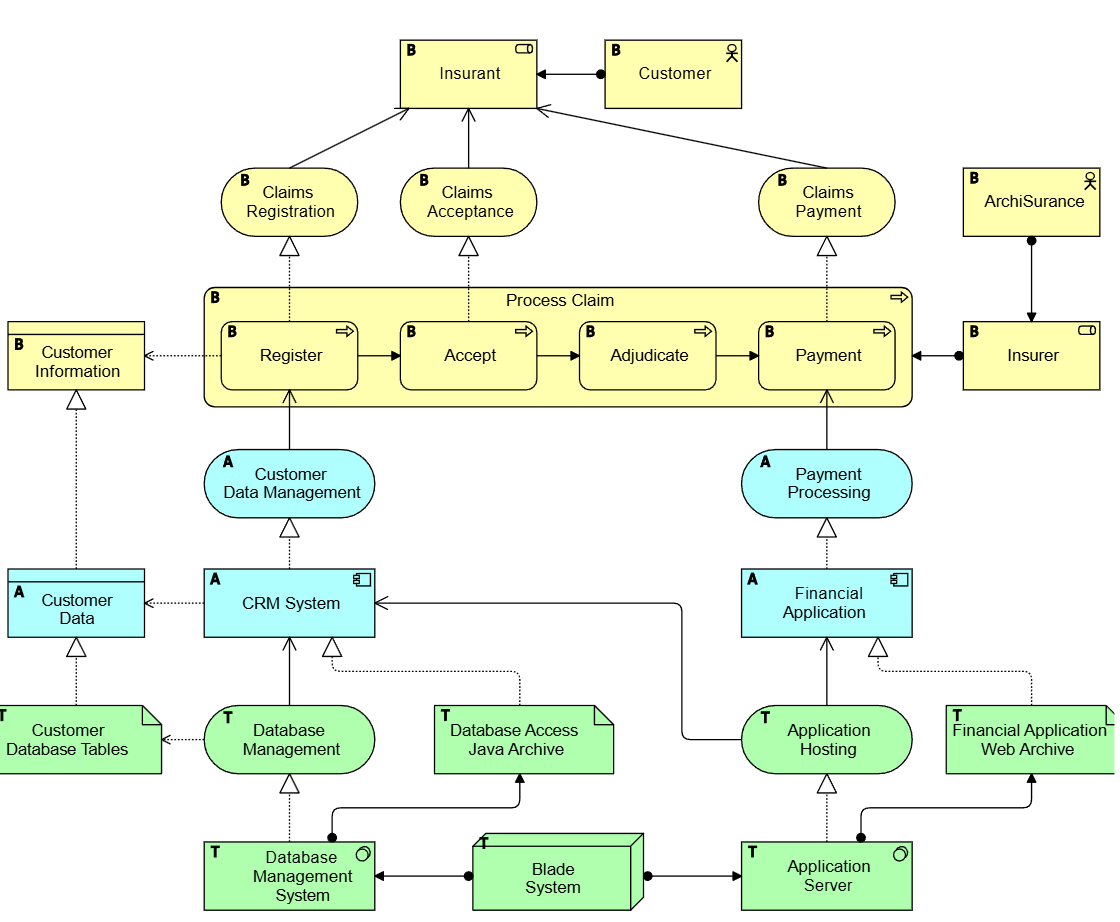 B
Insurant
B
Customer
B
Claims
Registration
B
Claims
Acceptance
B
Claims
Payment
B
ArchiSurance
B
Process Claim
B
Customer
Information
B
Register
B
Accept
B
Adjudicate
B
Payment
B
Insurer
A
Customer
Data Management
A
Payment
Processing
A
Customer
Data
A
CRM System
A
Financial
Application
T
Customer
Database Tables
T
Database
Management
T
Database Access
Java Archive
T
Application
Hosting
T
Financial Application
Web Archive
T
Database
Management
System
T
Blade
System
T
Application
Server